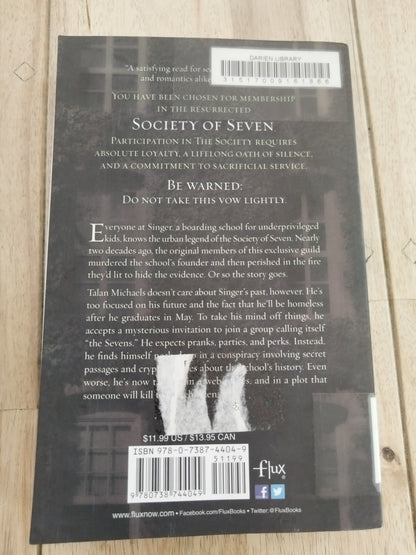 DARIEN LIBRARY
"A satisfying read for se
and romantics alike
YOU HAVE BEEN CHOSEN FOR MEMBERSHIP
IN THE RESURRECTED
SOCIETY OF SEVEN
PARTICIPATION IN THE SOCIETY REQUIRES
ABSOLUTE LOYALTY, A LIFELONG OATH OF SILENCE,
AND A COMMITMENT TO SACRIFICIAL SERVICE.
BE WARNED:
DO NOT TAKE THIS VOW LIGHTLY.
Everyone at Singer, a boarding school for underprivileged
kids, knows the urban legend of the Society of Seven. Nearly
two decades ago, the original members of this exclusive guild
murdered the school's founder and then perished in the fire
they'd lit to hide the evidence. Or so the story goes.
Talan Michaels doesn't care about Singer's past, however. He's
too focused on his future and the fact that he'll be homeless
after he graduates in May. To take his mind off things, he
accepts a mysterious invitation to join a group calling itself
"the Sevens." He expects pranks, parties, and perks. Instead,
he finds himself in a conspiracy involving secret
passages and cryp about the school's history. Even
worse, he's now and in a plot that
someone will kill
$11.99 US / $13.95 CAN
ISBN 978-0-7387-4404-9
51199
9 780738 744049
flux
www.fluxnow.com • Facebook.com/FluxBooks • Twitter: @FluxBooks